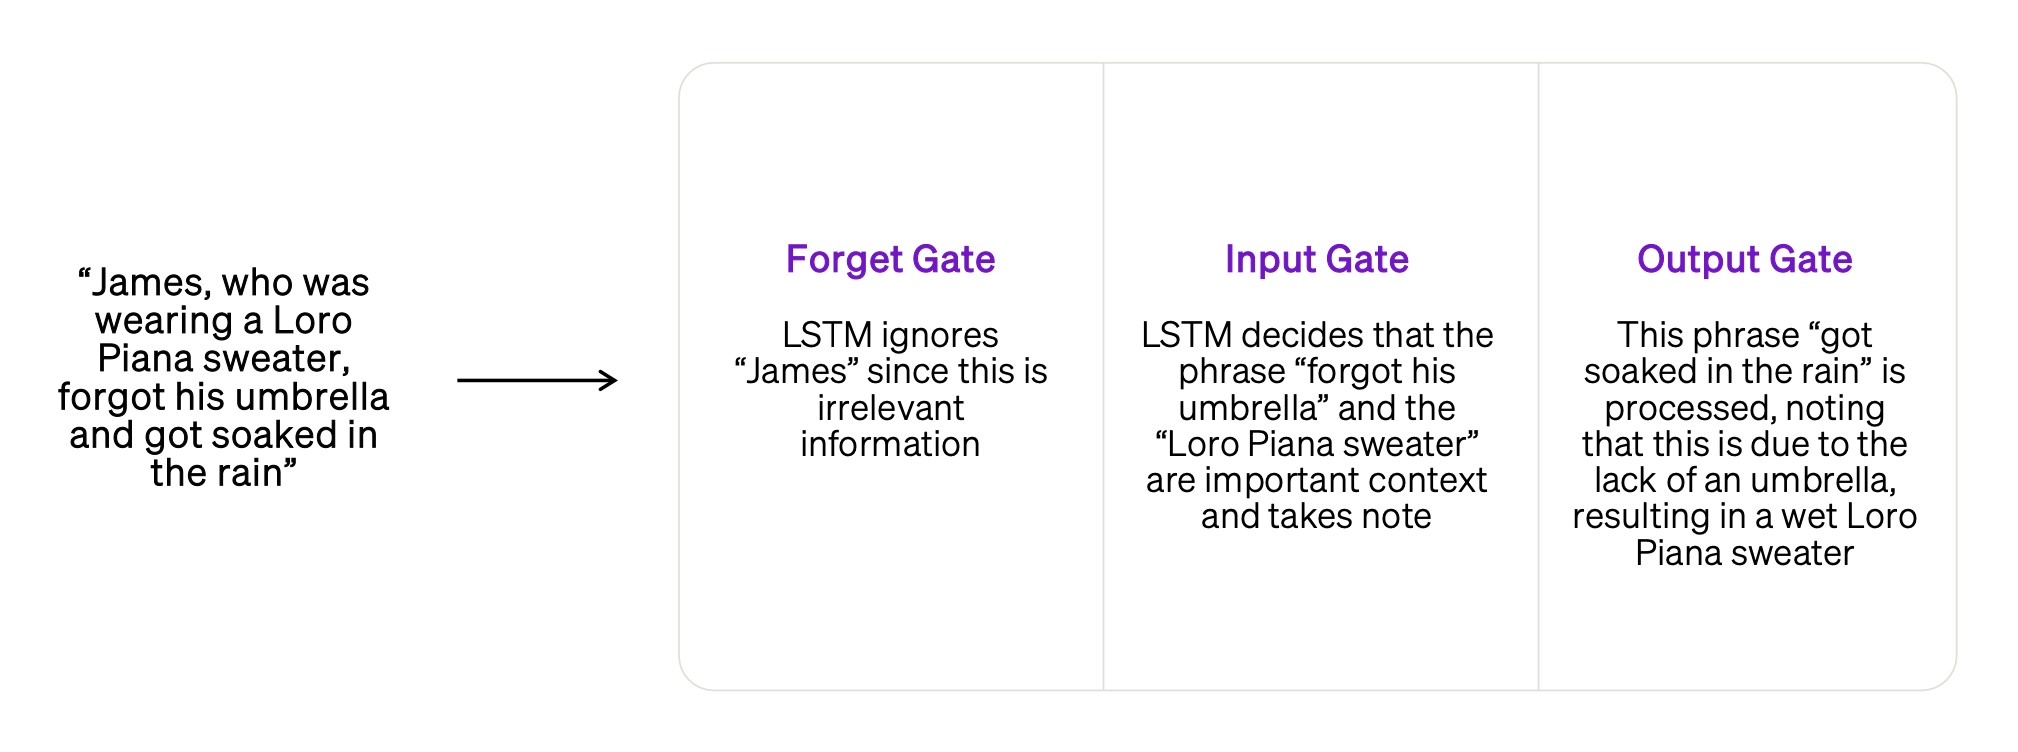 “James, who was
wearing a Loro
Piana sweater,
forgot his umbrella
and got soaked in
the rain”
Forget Gate
LSTM ignores
“James” since this is
irrelevant
information
Input Gate
LSTM decides that the
phrase “forgot his
umbrella” and the
“Loro Piana sweater”
are important context
and takes note
Output Gate
This phrase “got
soaked in the rain” is
processed, noting
that this is due to the
lack of an umbrella,
resulting in a wet Loro
Piana sweater